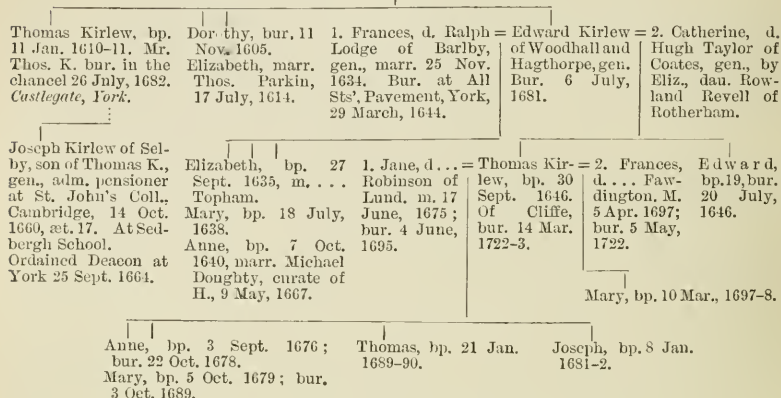 Thomas Kirlew, bp.
11 Jan. 1610-11. Mr.
Thos. K. bur. in the
chancel 26 July, 1682.
Castlegate, York.
Dorothy, bur. 11
Nov. 1605.
Elizabeth, marr.
Thos. Parkin,
17 July, 1614.
1. Frances, d. Ralph
Lodge of Barlby,
gen., marr. 25 Nov.
1634. Bur. at All
Sts', Pavement, York,
29 March, 1644.
= Edward Kirlew =
of Woodhall and
Hagthorpe, gen.
Bur. 6 July,
1681.
2. Catherine, d.
Hugh Taylor of
Coates, gen., by
Eliz., dau. Row-
land Revell of
Rotherham.
Joseph Kirlew of Sel-
by, son of Thomas K.,
gen., adm. pensioner
at St. John's Coll.,
Cambridge, 14 Oct.
1660, æt. 17. At Sed-
bergh School.
Ordained Deacon at
York 25 Sept. 1664.
Elizabeth, bp. 27
Sept. 1635, m. . . .
Topham.
Mary, bp. 18 July,
1638.
Anne, bp. 7 Oct.
1640, marr. Michael
Doughty, curate of
H., 9 May, 1667.
1. Jane, d. . . .
Robinson of
Lund. m. 17
June, 1675;
bur. 4 June,
1695.
= Thomas Kir- =
lew, bp. 30
Sept. 1646.
Of Cliffe,
bur. 14 Mar.
1722-3.
2. Frances,
d. . . . Faw-
dington. M.
5 Apr. 1697;
bur. 5 May,
1722.
Edward,
bp. 19, bur.
20 July,
1646.
Mary, bp. 10 Mar., 1697-8.
Anne, bp. 3 Sept. 1676;
bur. 22 Oct. 1678.
Mary, bp. 5 Oct. 1679; bur.
3 Oct. 1689.
Thomas, bp. 21 Jan.
1689-90.
Joseph, bp. 8 Jan.
1681-2.